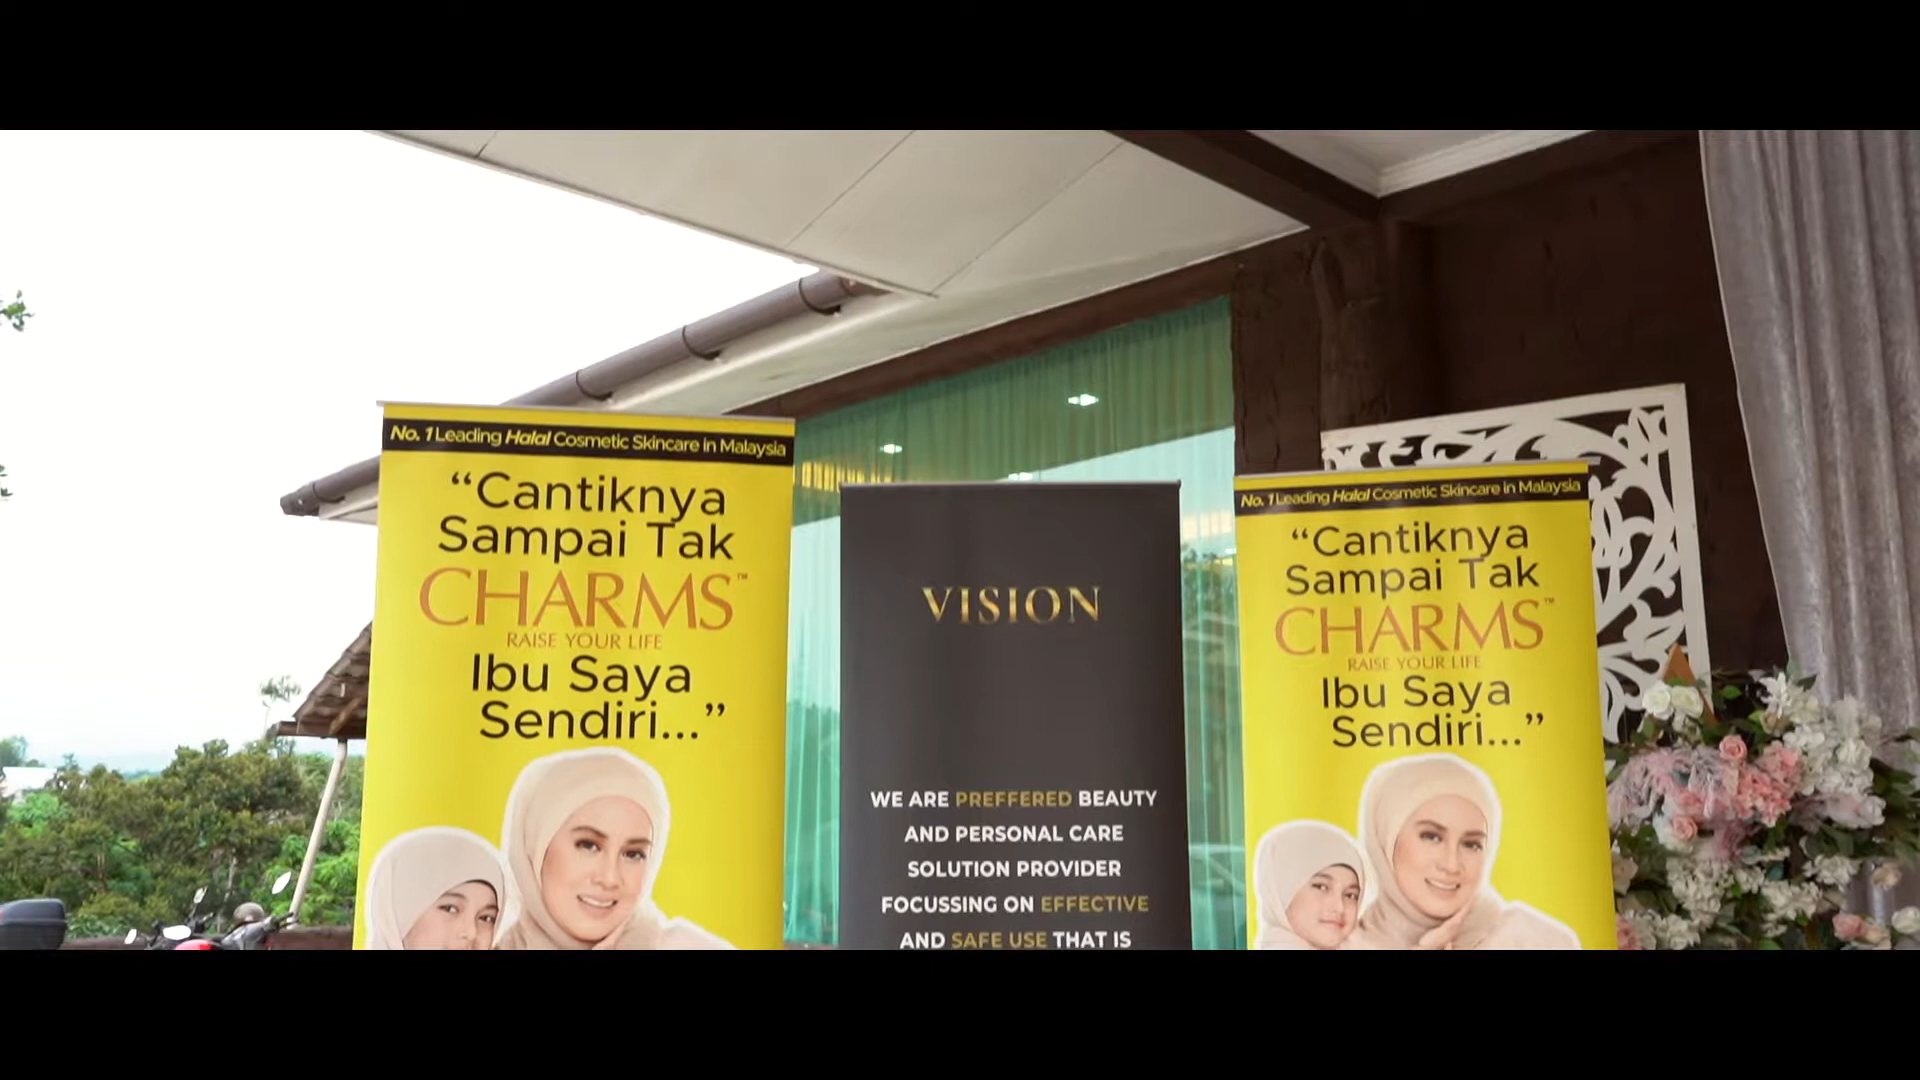 No. 1 Leading Halal Cosmetic Skincare in Malaysia
“Cantiknya
Sampai Tak
CHARMS™
RAISE YOUR LIFE
Ibu Saya
Sendiri...”
VISION
WE ARE PREFFERED BEAUTY
AND PERSONAL CARE
SOLUTION PROVIDER
FOCUSSING ON EFFECTIVE
AND SAFE USE THAT IS
No. 1 Leading Halal Cosmetic Skincare in Malaysia
“Cantiknya
Sampai Tak
CHARMS™
RAISE YOUR LIFE
Ibu Saya
Sendiri...”